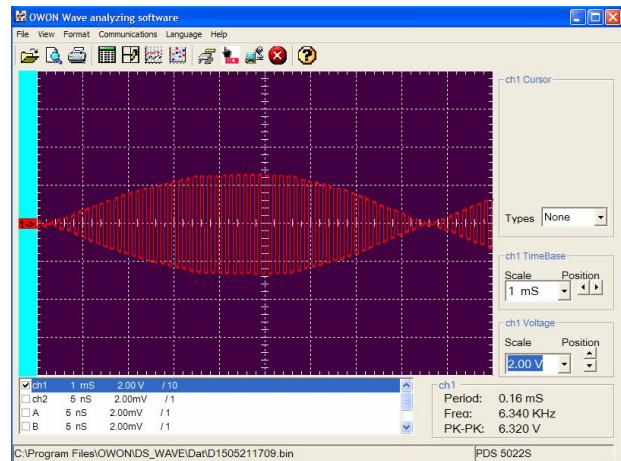 OWON Wave analyzing software
File View Format Communications Language Help
ch1 Cursor
Types None
ch1 TimeBase
Scale Position
1 mS
ch1 Voltage
Scale Position
2.00 V
1->
ch1 1 mS 2.00 V / 10
ch2 5 nS 2.00mV / 1
A 5 nS 2.00mV / 1
B 5 nS 2.00mV / 1
ch1
Period: 0.16 mS
Freq: 6.340 KHz
PK-PK: 6.320 V
C:\Program Files\OWON\DS_WAVE\Dat\D1505211709.bin PDS 5022S